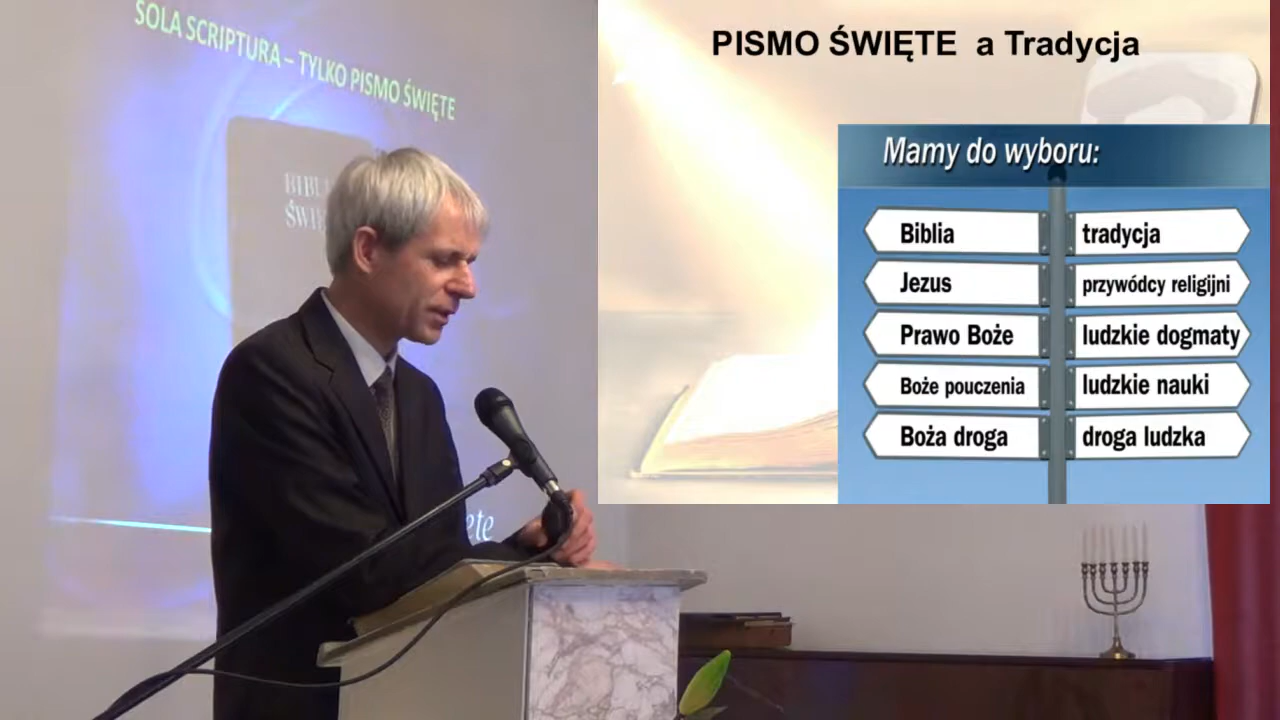 SOLA SCRIPTURA – TYLKO PISMO ŚWIĘTE
PISMO ŚWIĘTE a Tradycja
Mamy do wyboru:
Biblia
tradycja
Jezus
przywódcy religijni
Prawo Boże
ludzkie dogmaty
Boże pouczenia
ludzkie nauki
Boża droga
droga ludzka